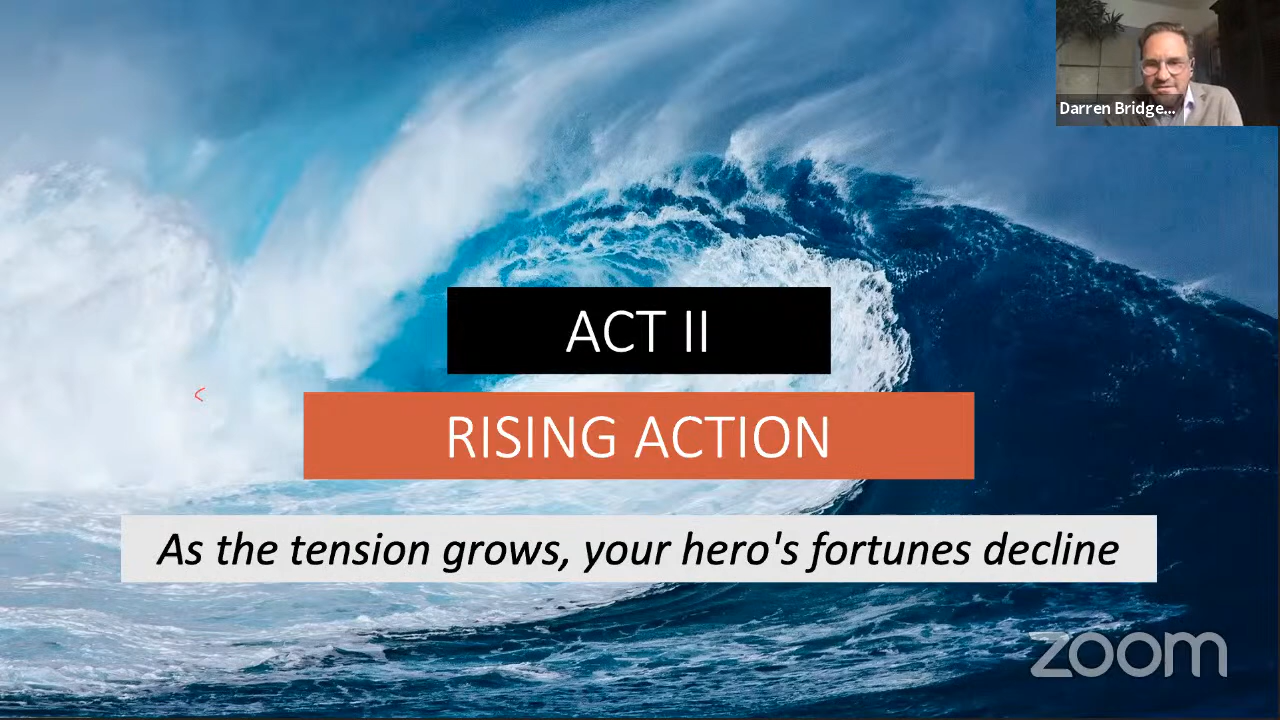 Darren Bridge...
ACT II
RISING ACTION
As the tension grows, your hero's fortunes decline
zoom